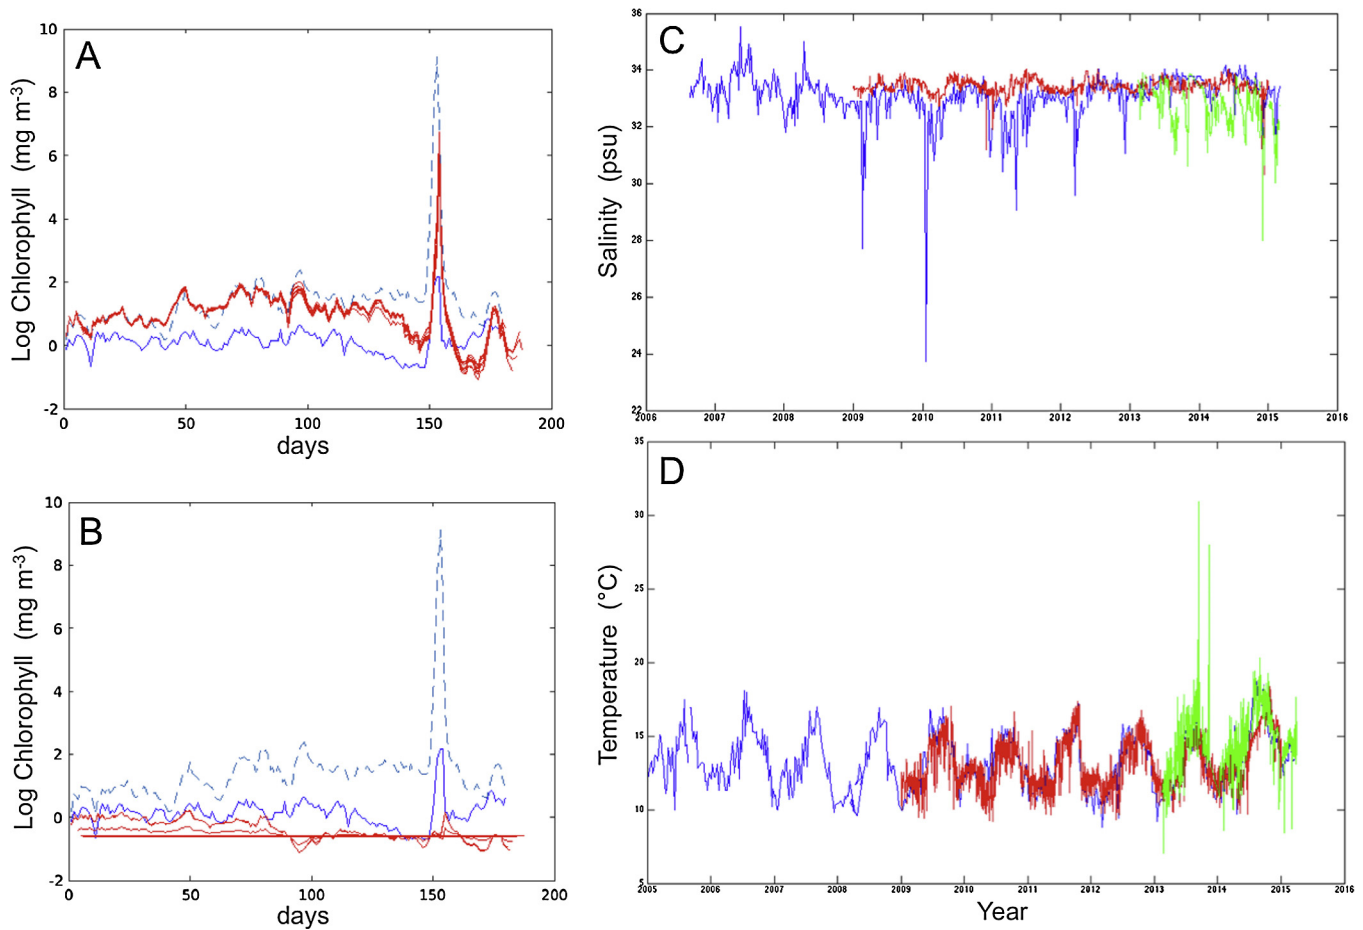 A
Log Chlorophyll (mg m-3)
10
8
6
4
2
0
-2
0 50 100 150 200
days
B
Log Chlorophyll (mg m-3)
10
8
6
4
2
0
-2
0 50 100 150 200
days
C
Salinity (psu)
36
34
32
30
28
26
24
22
2006 2007 2008 2009 2010 2011 2012 2013 2014 2015 2016
D
Temperature (°C)
35
30
25
20
15
10
5
2005 2006 2007 2008 2009 2010 2011 2012 2013 2014 2015 2016
Year